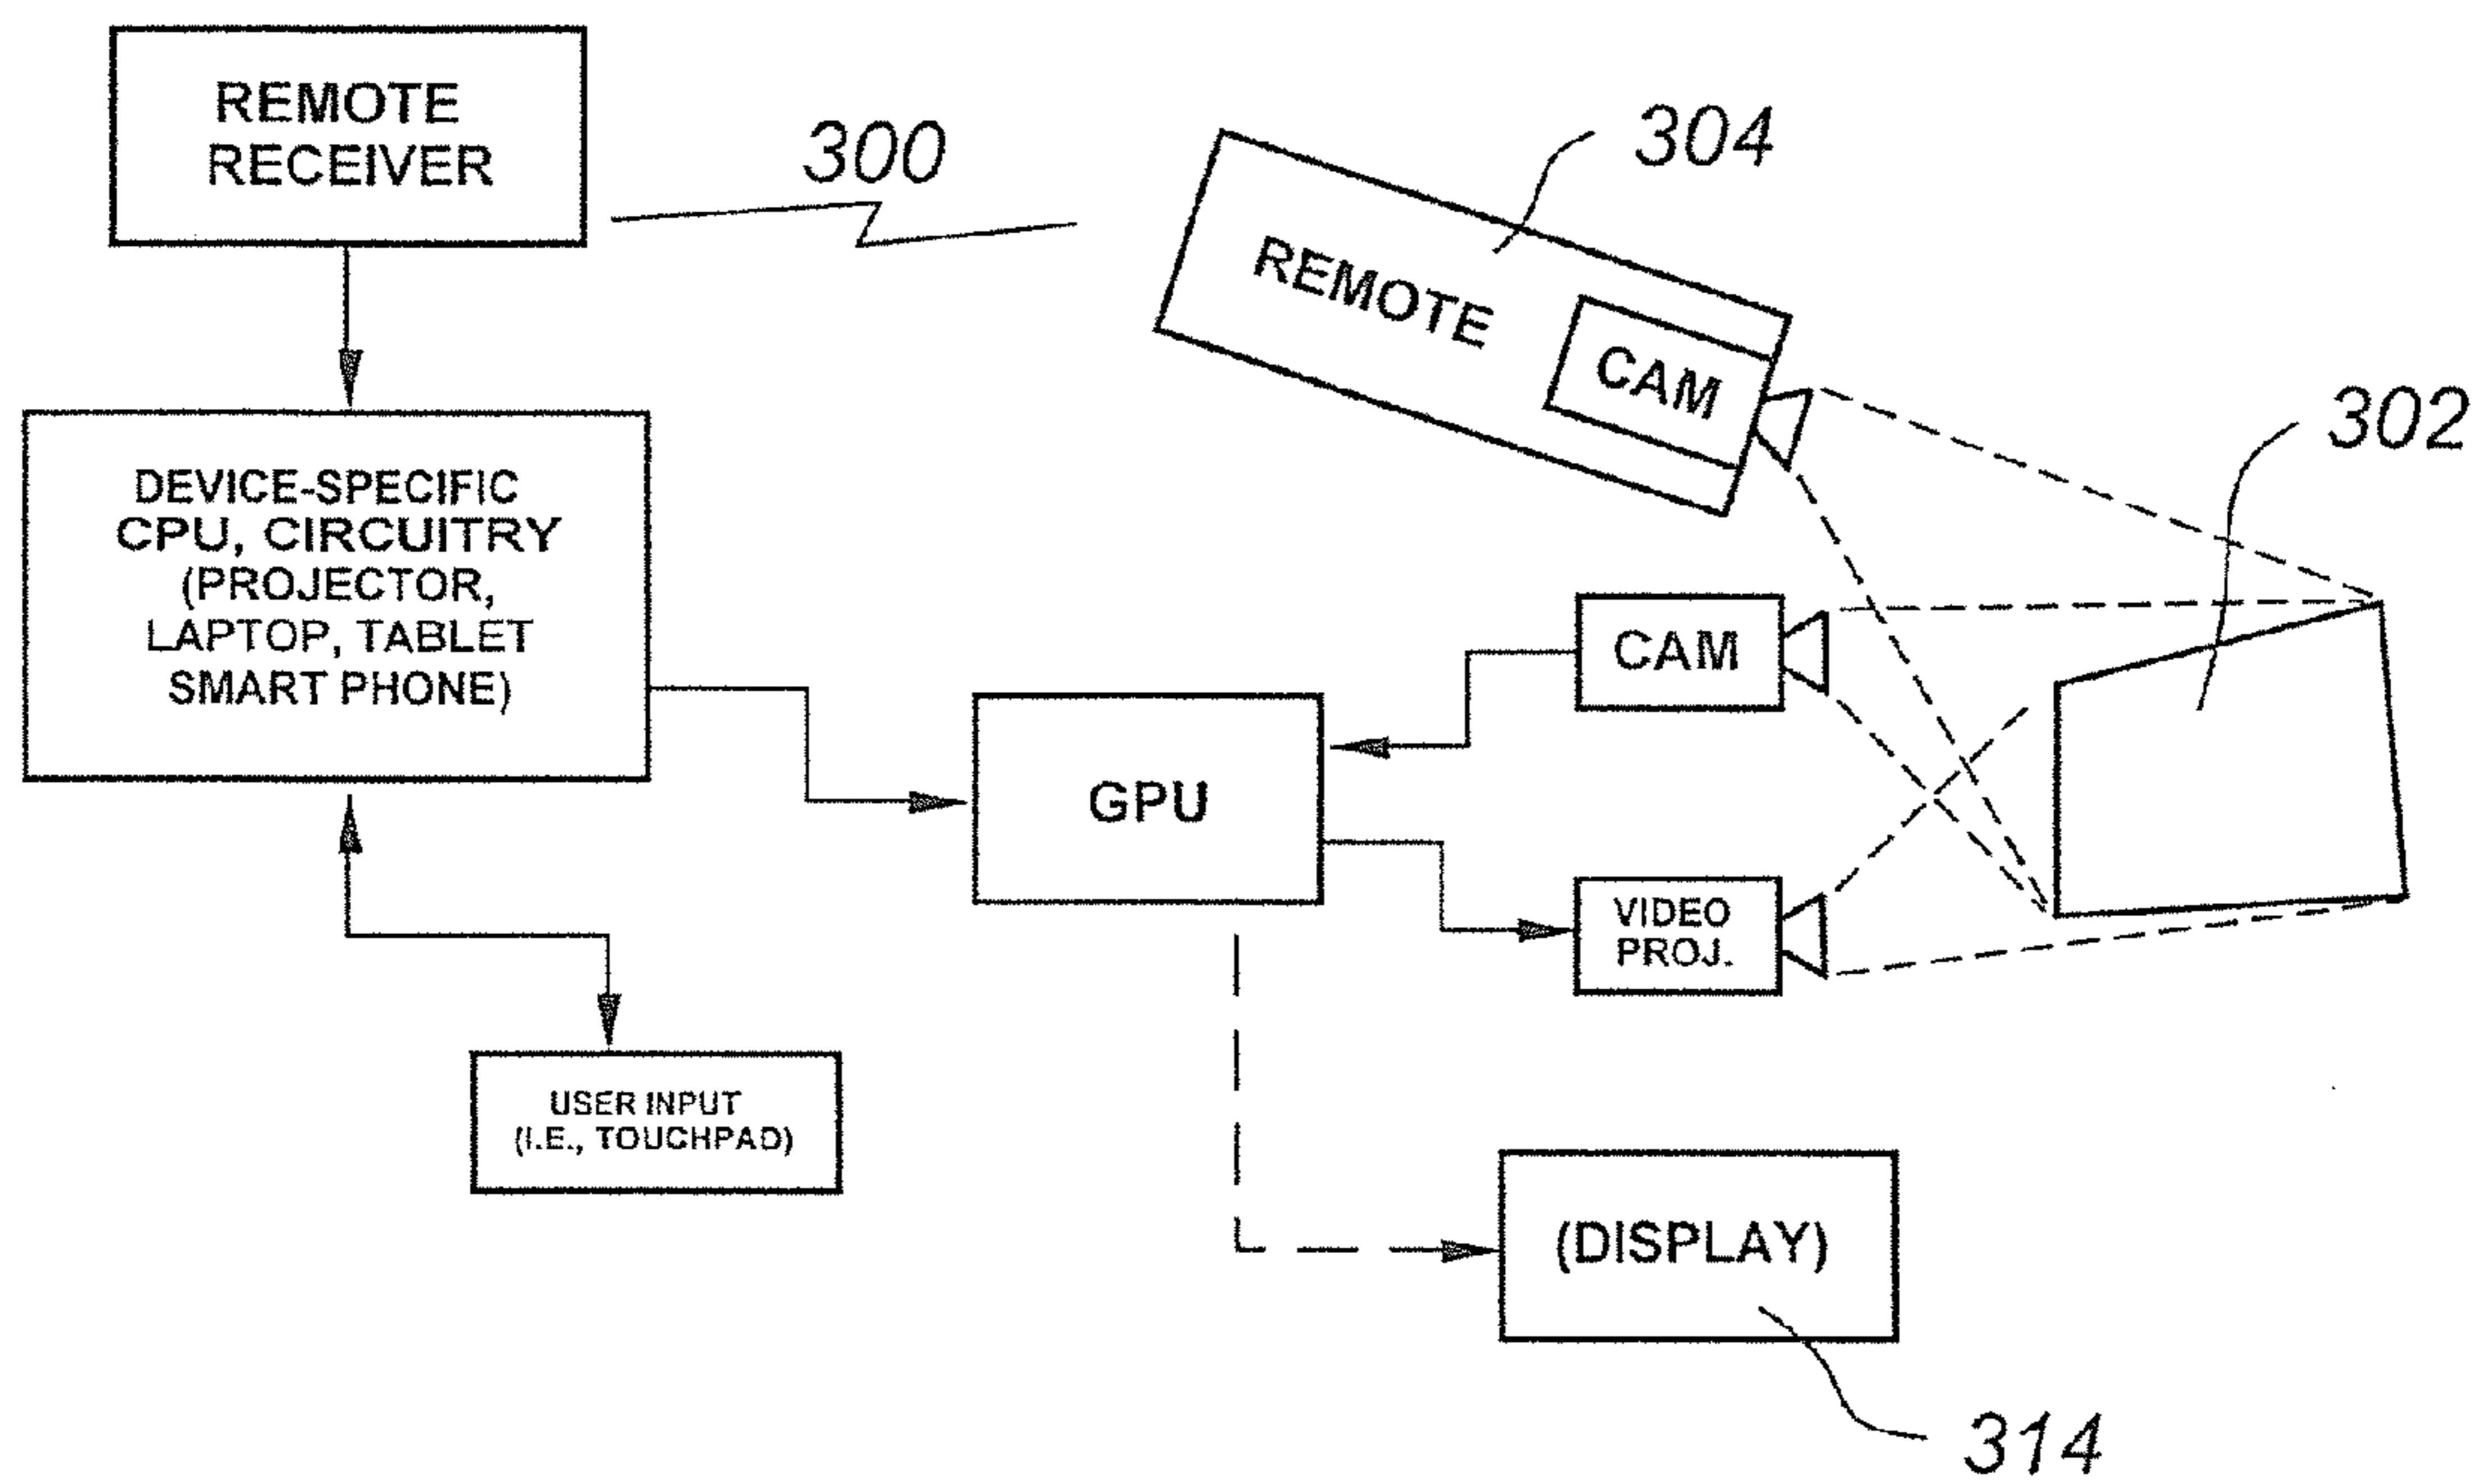 REMOTE
RECEIVER
300
304
REMOTE
CAM
302
DEVICE-SPECIFIC
CPU, CIRCUITRY
(PROJECTOR,
LAPTOP, TABLET
SMART PHONE)
CAM
GPU
VIDEO
PROJ.
USER INPUT
(I.E., TOUCHPAD)
(DISPLAY)
314